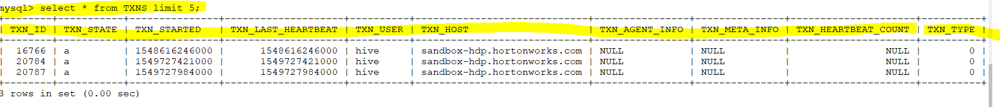 mysql> select * from TXNS limit 5;
+--------+-----------+---------------+--------------------+----------+----------------------------+----------------+---------------+---------------------+----------+
| TXN_ID | TXN_STATE | TXN_STARTED | TXN_LAST_HEARTBEAT | TXN_USER | TXN_HOST | TXN_AGENT_INFO | TXN_META_INFO | TXN_HEARTBEAT_COUNT | TXN_TYPE |
+--------+-----------+---------------+--------------------+----------+----------------------------+----------------+---------------+---------------------+----------+
| 16766 | a | 1548616246000 | 1548616246000 | hive | sandbox-hdp.hortonworks.com | NULL | NULL | NULL | 0 |
| 20784 | a | 1549727421000 | 1549727421000 | hive | sandbox-hdp.hortonworks.com | NULL | NULL | NULL | 0 |
| 20787 | a | 1549727984000 | 1549727984000 | hive | sandbox-hdp.hortonworks.com | NULL | NULL | NULL | 0 |
+--------+-----------+---------------+--------------------+----------+----------------------------+----------------+---------------+---------------------+----------+
3 rows in set (0.00 sec)